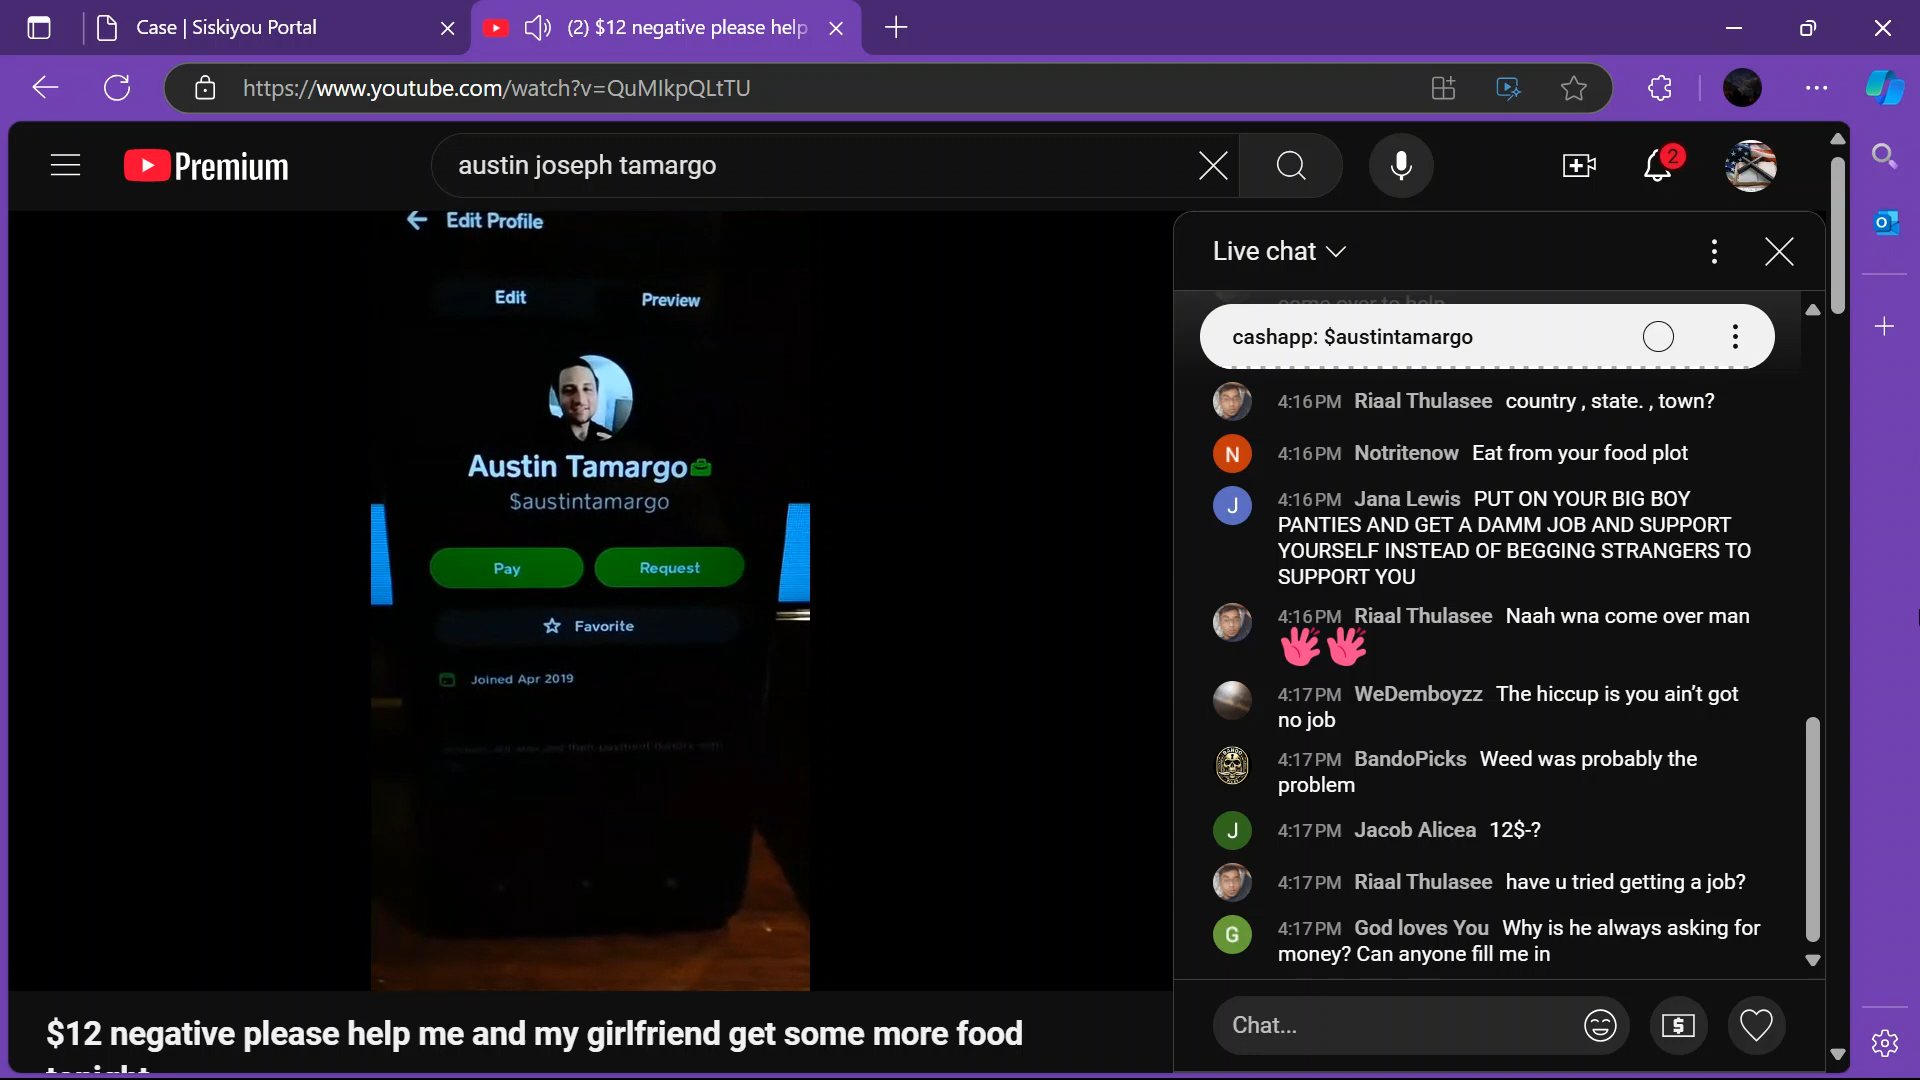 Case | Siskiyou Portal
(2) $12 negative please help
https://www.youtube.com/watch?v=QuMIkpQLtTU
Premium
austin joseph tamargo
2
Edit Profile
Edit
Preview
Austin Tamargo
$austintamargo
Pay
Request
Favorite
Joined Apr 2019
$12 negative please help me and my girlfriend get some more food
tonight
Live chat
come over to help
cashapp: $austintamargo
4:16 PM Riaal Thulasee country , state. , town?
N
4:16 PM Notritenow Eat from your food plot
J
4:16 PM Jana Lewis PUT ON YOUR BIG BOY
PANTIES AND GET A DAMM JOB AND SUPPORT
YOURSELF INSTEAD OF BEGGING STRANGERS TO
SUPPORT YOU
4:16 PM Riaal Thulasee Naah wna come over man
4:17 PM WeDemboyzz The hiccup is you ain't got
no job
4:17 PM BandoPicks Weed was probably the
problem
J
4:17 PM Jacob Alicea 12$-?
4:17 PM Riaal Thulasee have u tried getting a job?
G
4:17 PM God loves You Why is he always asking for
money? Can anyone fill me in
Chat...